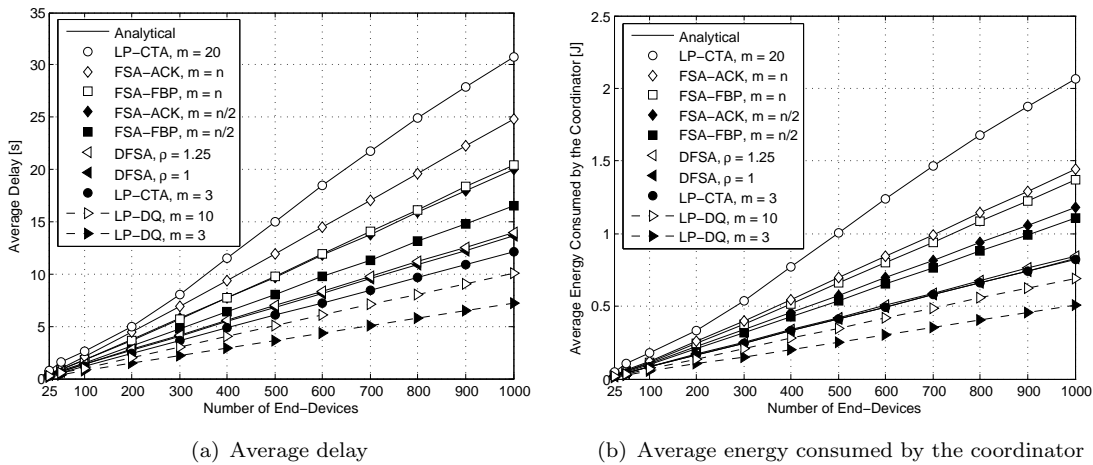 35
30
25
20
15
10
5
0
Average Delay [s]
Analytical
LP−CTA, m = 20
FSA−ACK, m = n
FSA−FBP, m = n
FSA−ACK, m = n/2
FSA−FBP, m = n/2
DFSA, ρ = 1.25
DFSA, ρ = 1
LP−CTA, m = 3
LP−DQ, m = 10
LP−DQ, m = 3
25 100 200 300 400 500 600 700 800 900 1000
Number of End−Devices
(a) Average delay
2.5
2
1.5
1
0.5
0
Average Energy Consumed by the Coordinator [J]
Analytical
LP−CTA, m = 20
FSA−ACK, m = n
FSA−FBP, m = n
FSA−ACK, m = n/2
FSA−FBP, m = n/2
DFSA, ρ = 1.25
DFSA, ρ = 1
LP−CTA, m = 3
LP−DQ, m = 10
LP−DQ, m = 3
25 100 200 300 400 500 600 700 800 900 1000
Number of End−Devices
(b) Average energy consumed by the coordinator